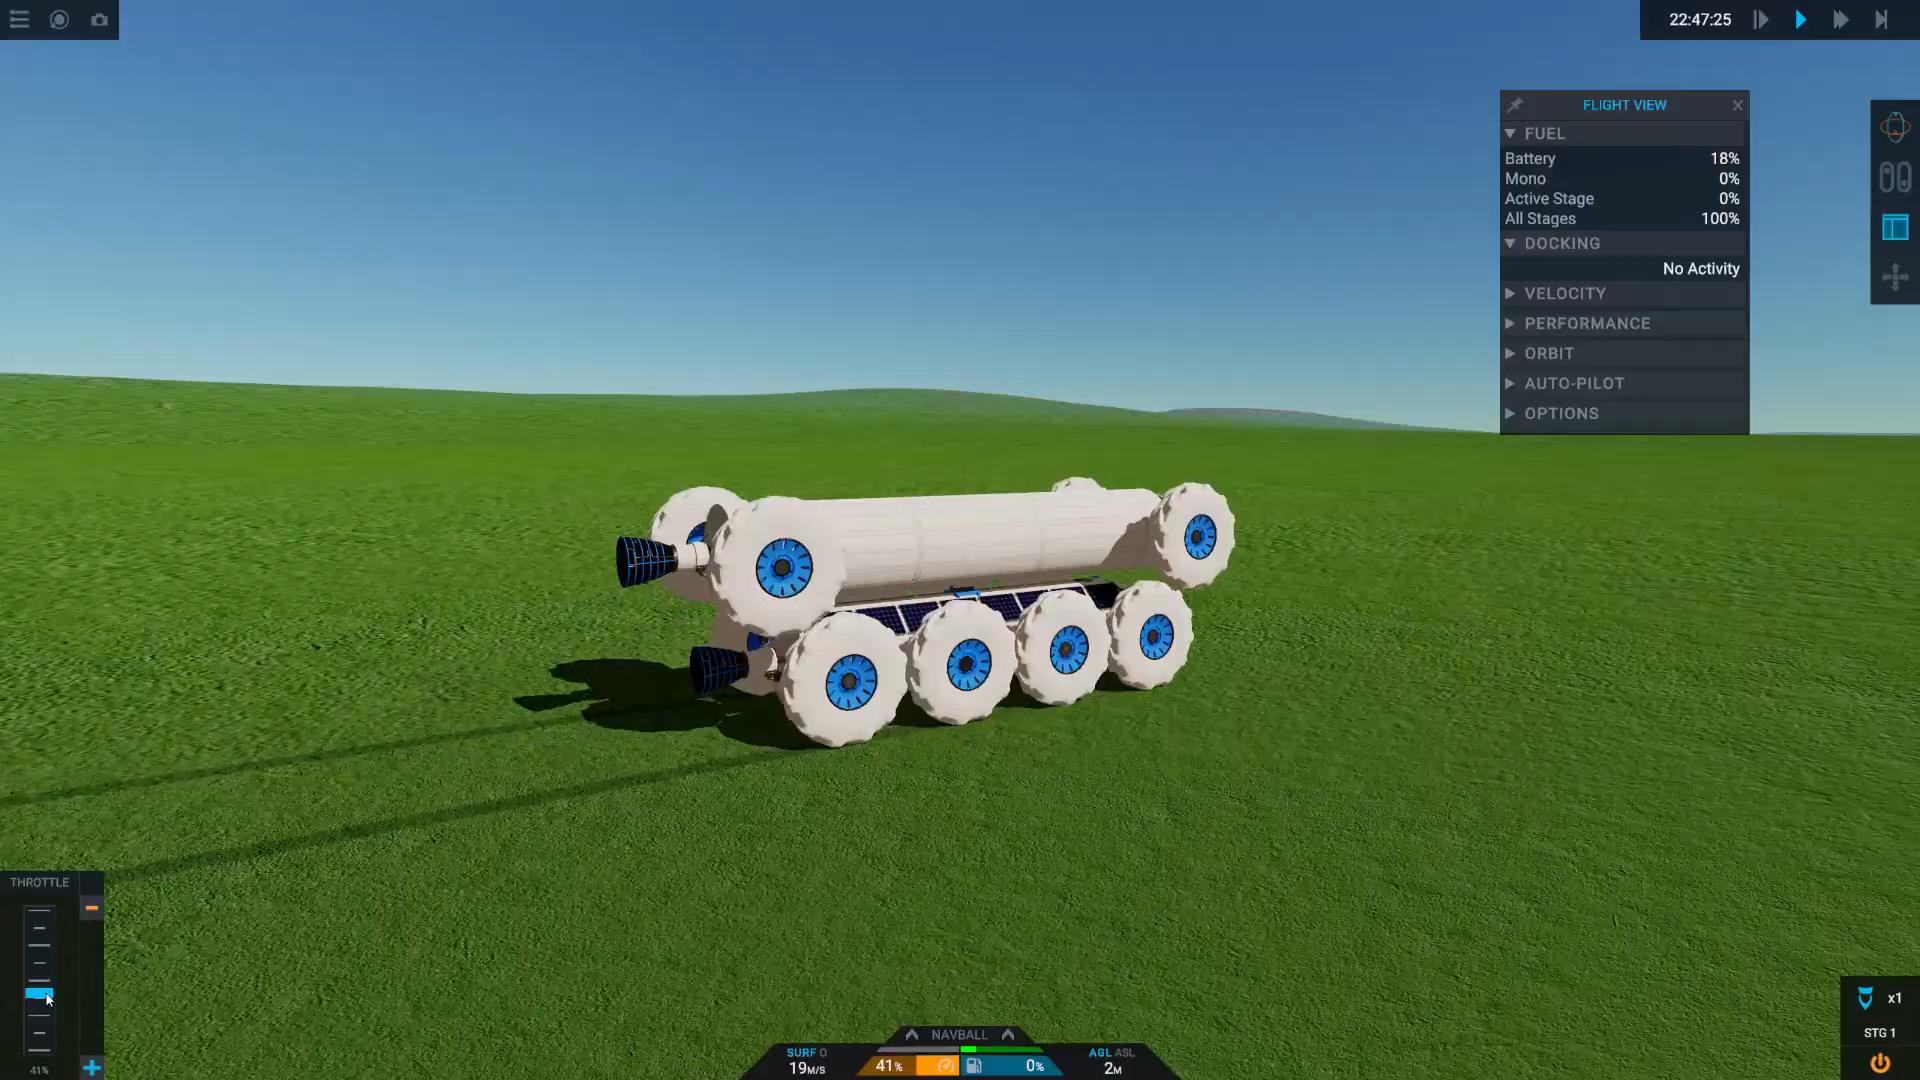 22:47:25
FLIGHT VIEW
FUEL
Battery 18%
Mono 0%
Active Stage 0%
All Stages 100%
DOCKING
No Activity
VELOCITY
PERFORMANCE
ORBIT
AUTO-PILOT
OPTIONS
THROTTLE
41%
NAVBALL
SURF O
19M/S
41%
0%
AGL ASL
2M
x1
STG 1